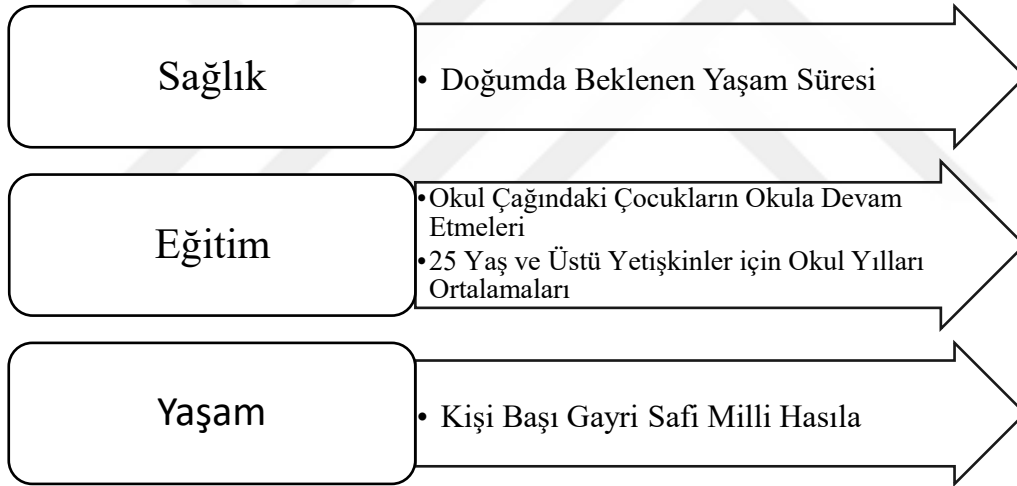 Sağlık
• Doğumda Beklenen Yaşam Süresi
Eğitim
•Okul Çağındaki Çocukların Okula Devam
Etmeleri
•25 Yaş ve Üstü Yetişkinler için Okul Yılları
Ortalamaları
Yaşam
• Kişi Başı Gayri Safi Milli Hasıla